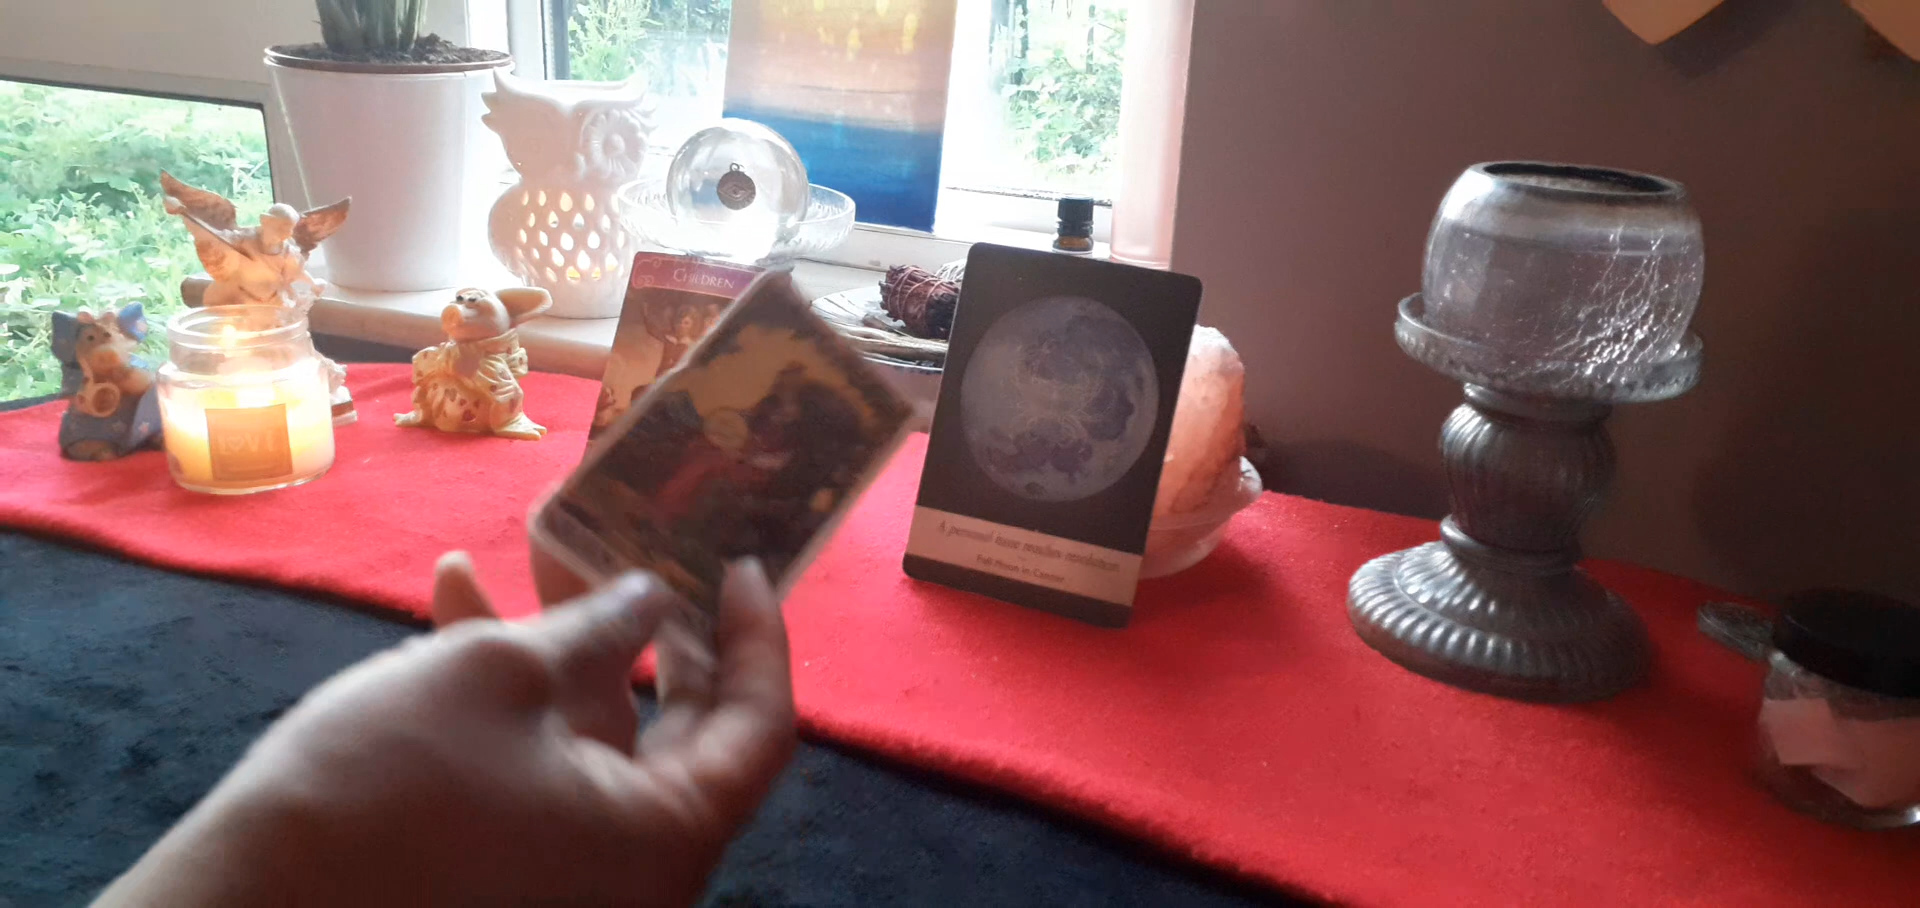 CHILDREN
LOVE
A personal issue reaches resolution
Full Moon in Cancer